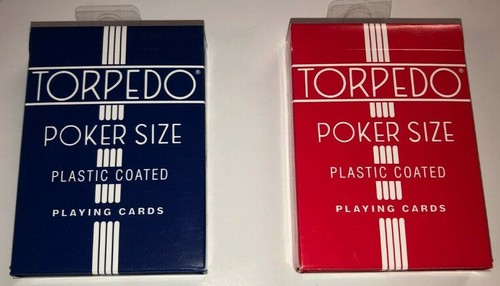 TORPEDO®
POKER SIZE
PLASTIC COATED
PLAYING CARDS
TORPEDO®
POKER SIZE
PLASTIC COATED
PLAYING CARDS